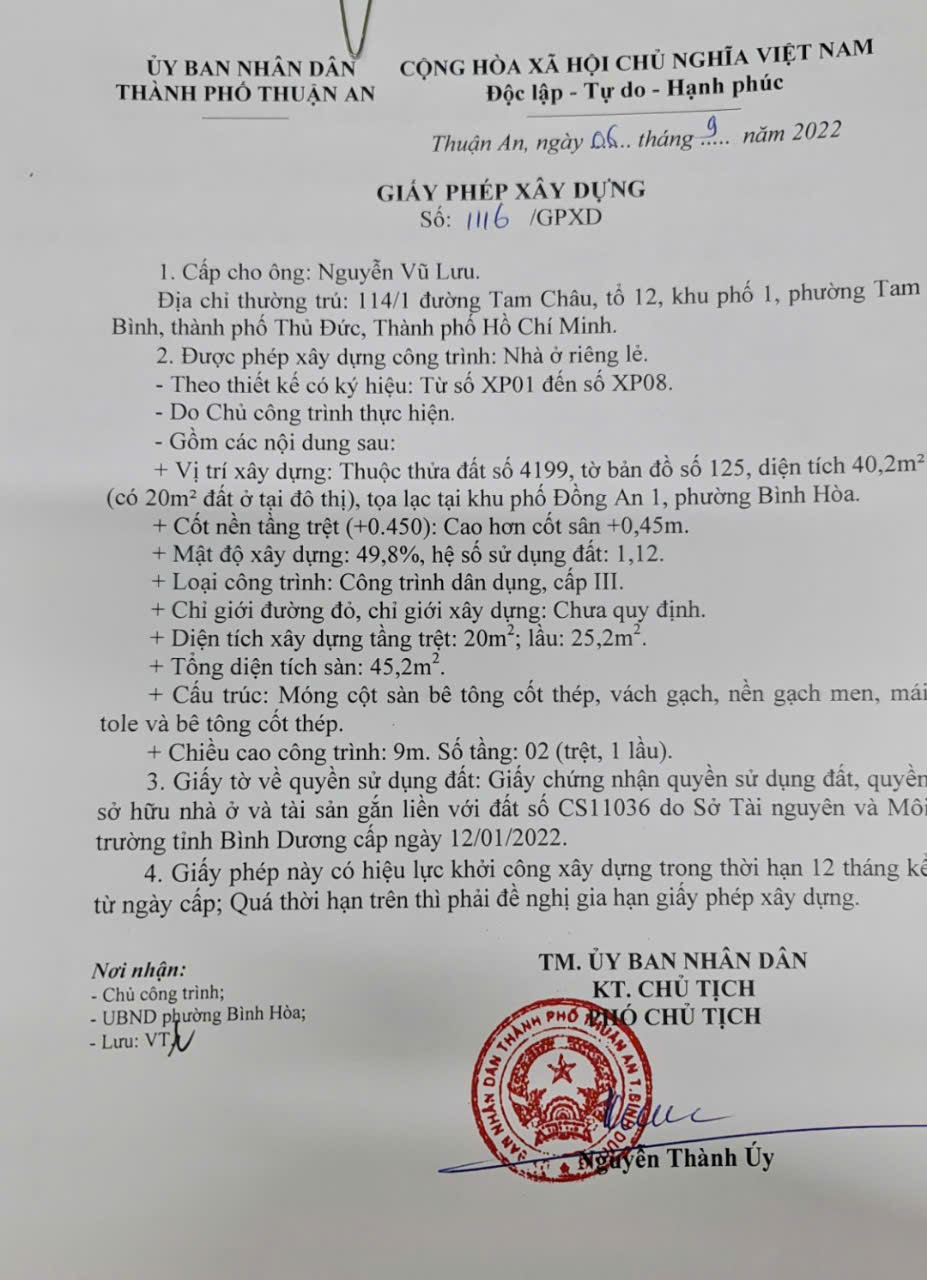 ỦY BAN NHÂN DÂN
THÀNH PHỐ THUẬN AN
CỘNG HÒA XÃ HỘI CHỦ NGHĨA VIỆT NAM
Độc lập - Tự do - Hạnh phúc
Thuận An, ngày 06.. tháng 9 năm 2022
GIẤY PHÉP XÂY DỰNG
Số: 1116 /GPXD
1. Cấp cho ông: Nguyễn Vũ Lưu.
Địa chỉ thường trú: 114/1 đường Tam Châu, tổ 12, khu phố 1, phường Tam
Bình, thành phố Thủ Đức, Thành phố Hồ Chí Minh.
2. Được phép xây dựng công trình: Nhà ở riêng lẻ.
- Theo thiết kế có ký hiệu: Từ số XP01 đến số XP08.
- Do Chủ công trình thực hiện.
- Gồm các nội dung sau:
+ Vị trí xây dựng: Thuộc thửa đất số 4199, tờ bản đồ số 125, diện tích 40,2m²
(có 20m² đất ở tại đô thị), tọa lạc tại khu phố Đồng An 1, phường Bình Hòa.
+ Cốt nền tầng trệt (+0.450): Cao hơn cốt sân +0,45m.
+ Mật độ xây dựng: 49,8%, hệ số sử dụng đất: 1,12.
+ Loại công trình: Công trình dân dụng, cấp III.
+ Chỉ giới đường đỏ, chỉ giới xây dựng: Chưa quy định.
+ Diện tích xây dựng tầng trệt: 20m²; lầu: 25,2m².
+ Tổng diện tích sàn: 45,2m².
+ Cấu trúc: Móng cột sàn bê tông cốt thép, vách gạch, nền gạch men, mái
tole và bê tông cốt thép.
+ Chiều cao công trình: 9m. Số tầng: 02 (trệt, 1 lầu).
3. Giấy tờ về quyền sử dụng đất: Giấy chứng nhận quyền sử dụng đất, quyền
sở hữu nhà ở và tài sản gắn liền với đất số CS11036 do Sở Tài nguyên và Môi
trường tỉnh Bình Dương cấp ngày 12/01/2022.
4. Giấy phép này có hiệu lực khởi công xây dựng trong thời hạn 12 tháng kể
từ ngày cấp; Quá thời hạn trên thì phải đề nghị gia hạn giấy phép xây dựng.
Nơi nhận:
- Chủ công trình;
- UBND phường Bình Hòa;
- Lưu: VT
TM. ỦY BAN NHÂN DÂN
KT. CHỦ TỊCH
PHÓ CHỦ TỊCH
BAN NHÂN DÂN THÀNH PHỐ THUẬN AN T. BÌNH
Nguyễn Thành Úy